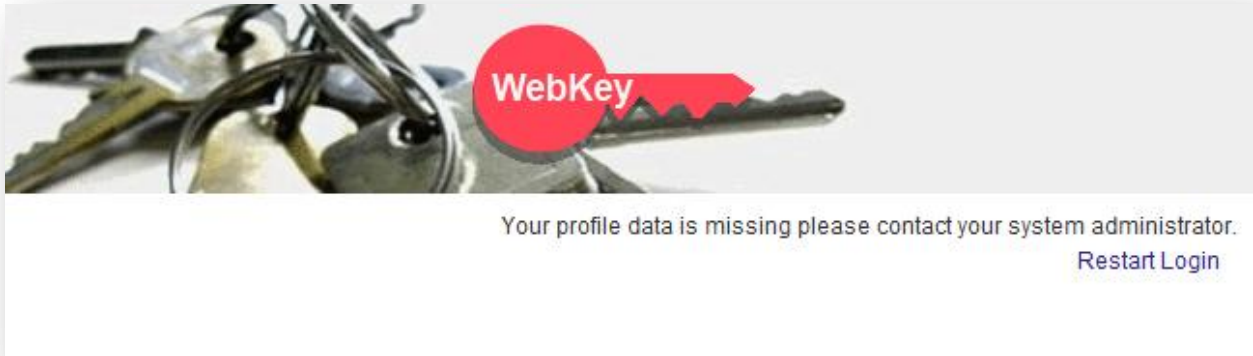 WebKey
Your profile data is missing please contact your system administrator.
Restart Login